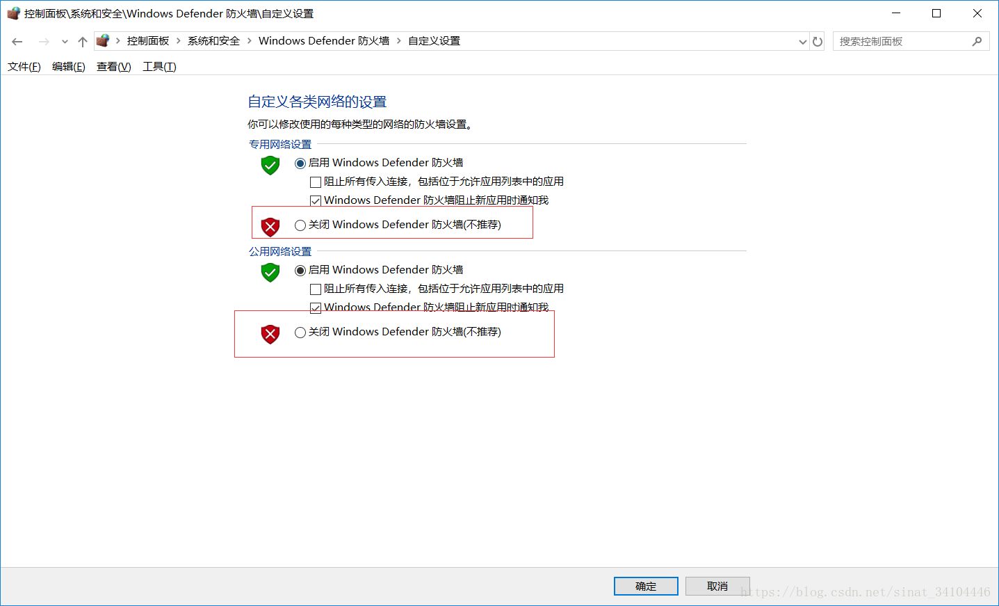 控制面板\系统和安全\Windows Defender 防火墙\自定义设置
控制面板 > 系统和安全 > Windows Defender 防火墙 > 自定义设置
搜索控制面板
文件(F) 编辑(E) 查看(V) 工具(T)
自定义各类网络的设置
你可以修改使用的每种类型的网络的防火墙设置。
专用网络设置
启用 Windows Defender 防火墙
阻止所有传入连接，包括位于允许应用列表中的应用
Windows Defender 防火墙阻止新应用时通知我
关闭 Windows Defender 防火墙(不推荐)
公用网络设置
启用 Windows Defender 防火墙
阻止所有传入连接，包括位于允许应用列表中的应用
Windows Defender 防火墙阻止新应用时通知我
关闭 Windows Defender 防火墙(不推荐)
确定 取消
https://blog.csdn.net/sinat_34104446